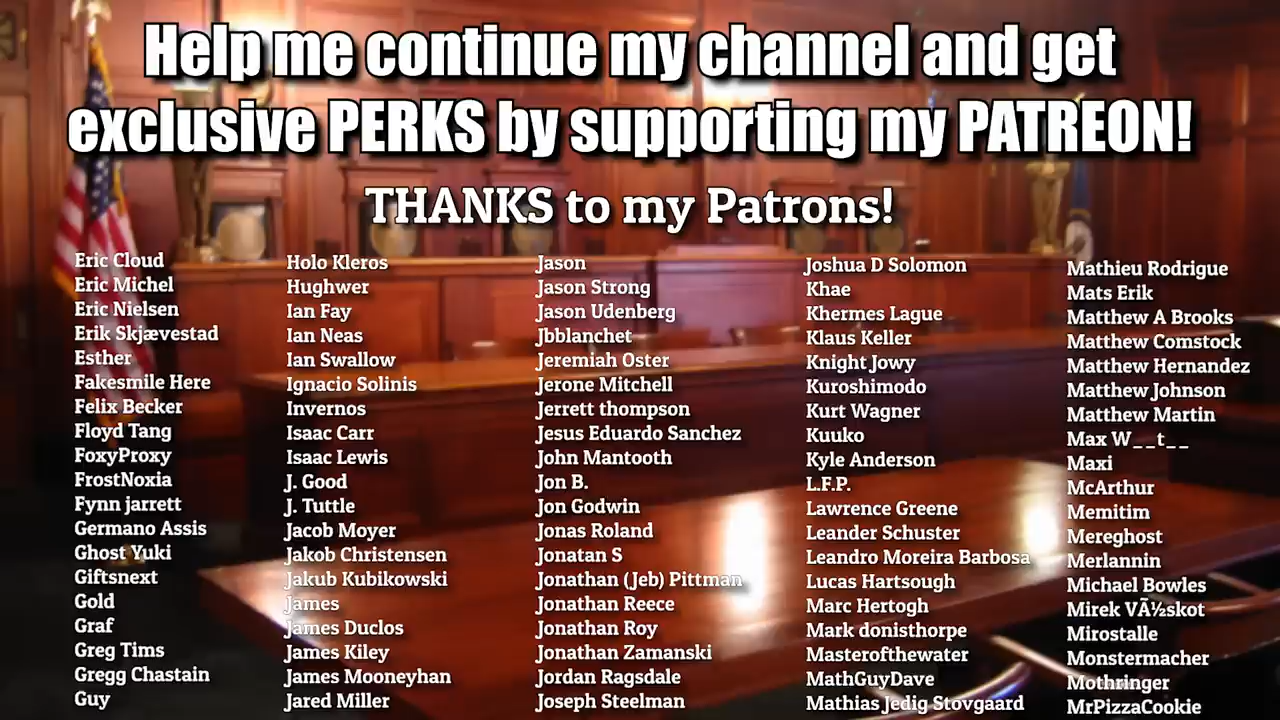 Help me continue my channel and get
exclusive PERKS by supporting my PATREON!
THANKS to my Patrons!
Eric Cloud
Eric Michel
Eric Nielsen
Erik Skjævestad
Esther
Fakesmile Here
Felix Becker
Floyd Tang
FoxyProxy
FrostNoxia
Fynn jarrett
Germano Assis
Ghost Yuki
Giftsnext
Gold
Graf
Greg Tims
Gregg Chastain
Guy
Holo Kleros
Hughwer
Ian Fay
Ian Neas
Ian Swallow
Ignacio Solinis
Invernos
Isaac Carr
Isaac Lewis
J. Good
J. Tuttle
Jacob Moyer
Jakob Christensen
Jakub Kubikowski
James
James Duclos
James Kiley
James Mooneyhan
Jared Miller
Jason
Jason Strong
Jason Udenberg
Jbblanchet
Jeremiah Oster
Jerone Mitchell
Jerrett thompson
Jesus Eduardo Sanchez
John Mantooth
Jon B.
Jon Godwin
Jonas Roland
Jonatan S
Jonathan (Jeb) Pittman
Jonathan Reece
Jonathan Roy
Jonathan Zamanski
Jordan Ragsdale
Joseph Steelman
Joshua D Solomon
Khae
Khermes Lague
Klaus Keller
Knight Jowy
Kuroshimodo
Kurt Wagner
Kuuko
Kyle Anderson
L.F.P.
Lawrence Greene
Leander Schuster
Leandro Moreira Barbosa
Lucas Hartsough
Marc Hertogh
Mark donisthorpe
Masterofthewater
MathGuyDave
Mathias Jedig Stovgaard
Mathieu Rodrigue
Mats Erik
Matthew A Brooks
Matthew Comstock
Matthew Hernandez
Matthew Johnson
Matthew Martin
Max W__t__
Maxi
McArthur
Memitim
Mereghost
Merlannin
Michael Bowles
Mirek VÃ½skot
Mirostalle
Monstermacher
Mothringer
MrPizzaCookie